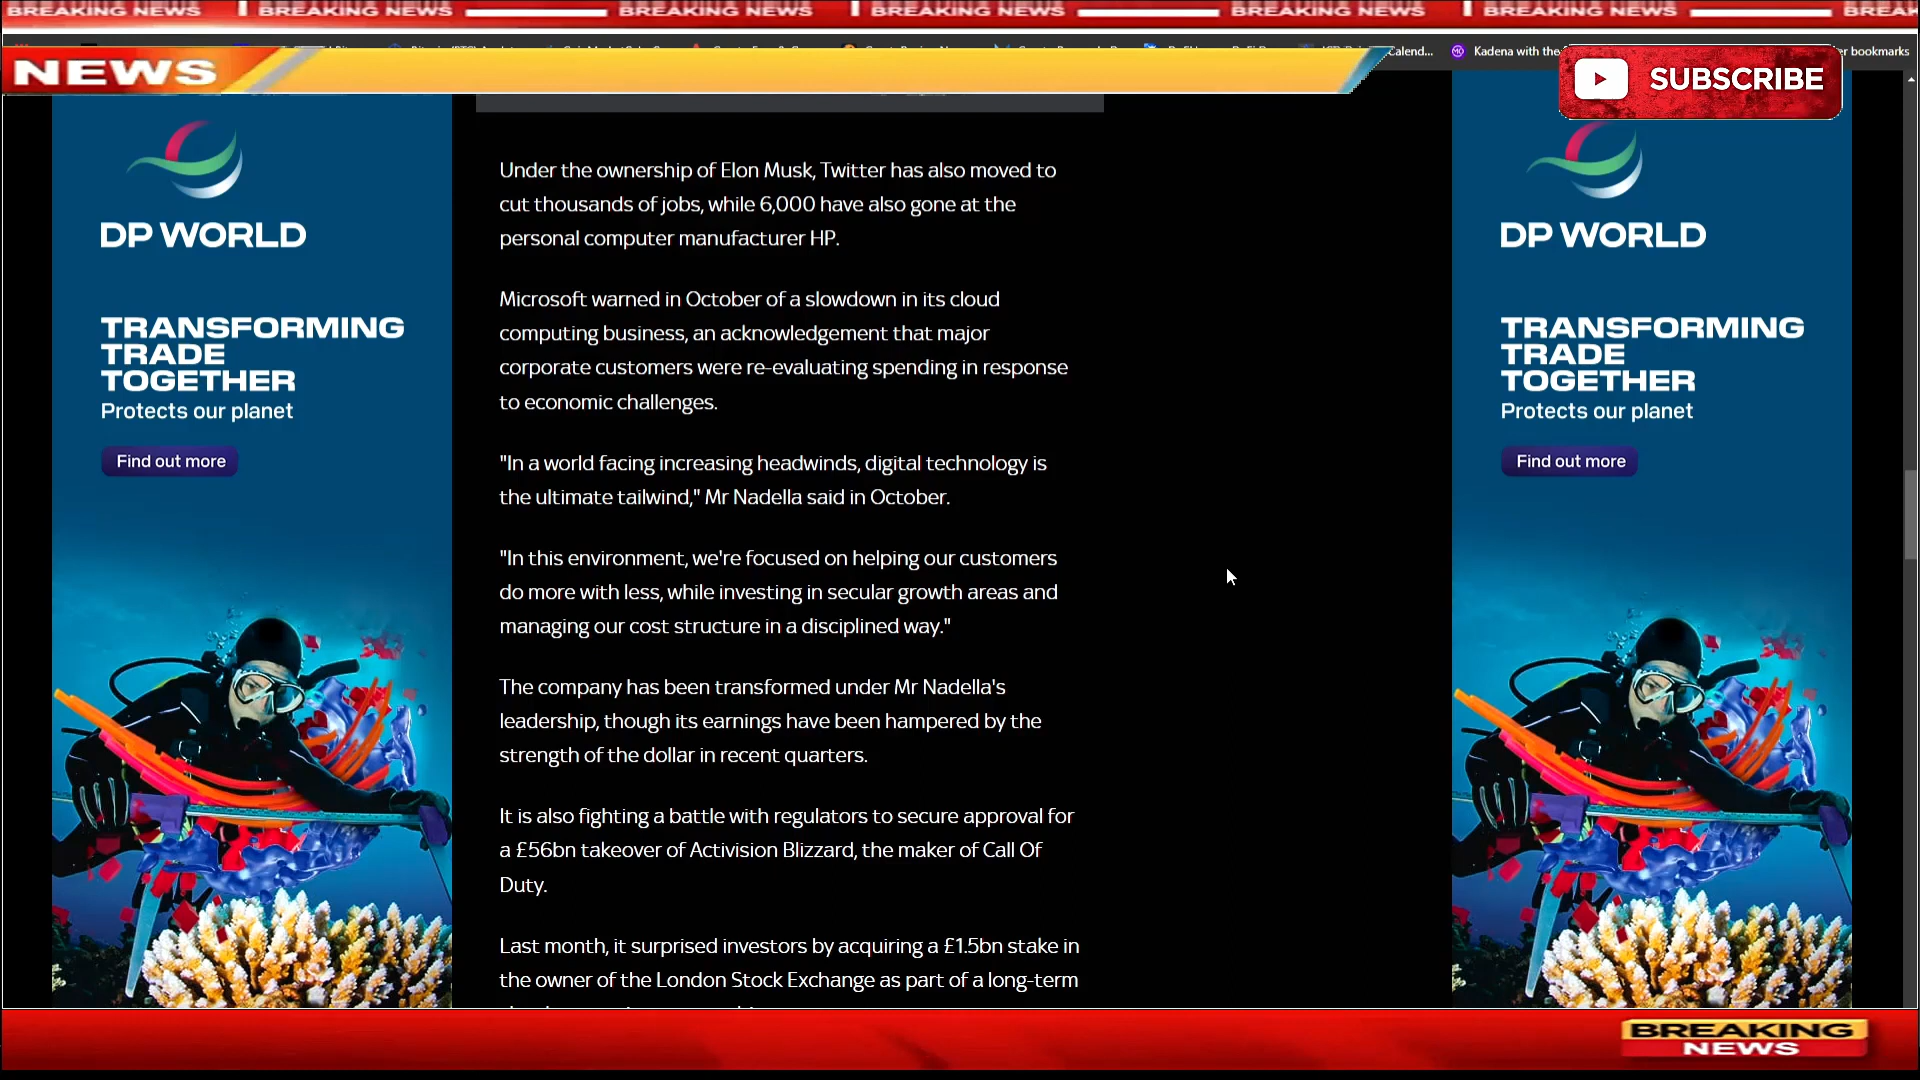 BREAKING NEWS BREAKING NEWS BREAKING NEWS BREAKING NEWS BREAKING NEWS BREAKING NEWS
Calend... Kadena with the er bookmarks
NEWS
SUBSCRIBE
DP WORLD
TRANSFORMING
TRADE
TOGETHER
Protects our planet
Find out more
Under the ownership of Elon Musk, Twitter has also moved to
cut thousands of jobs, while 6,000 have also gone at the
personal computer manufacturer HP.
Microsoft warned in October of a slowdown in its cloud
computing business, an acknowledgement that major
corporate customers were re-evaluating spending in response
to economic challenges.
"In a world facing increasing headwinds, digital technology is
the ultimate tailwind," Mr Nadella said in October.
"In this environment, we're focused on helping our customers
do more with less, while investing in secular growth areas and
managing our cost structure in a disciplined way."
The company has been transformed under Mr Nadella's
leadership, though its earnings have been hampered by the
strength of the dollar in recent quarters.
It is also fighting a battle with regulators to secure approval for
a £56bn takeover of Activision Blizzard, the maker of Call Of
Duty.
Last month, it surprised investors by acquiring a £1.5bn stake in
the owner of the London Stock Exchange as part of a long-term
DP WORLD
TRANSFORMING
TRADE
TOGETHER
Protects our planet
Find out more
BREAKING
NEWS